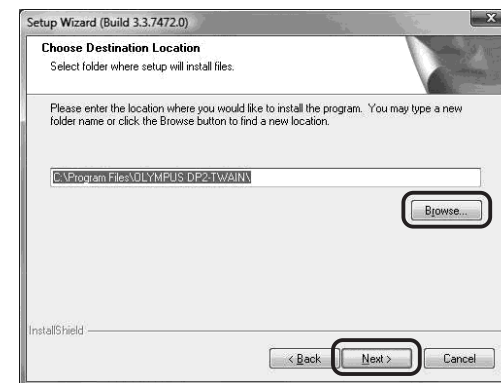 Setup Wizard (Build 3.3.7472.0)
Choose Destination Location
Select folder where setup will install files.
Please enter the location where you would like to install the program. You may type a new
folder name or click the Browse button to find a new location.
C:\Program Files\OLYMPUS DP2-TWAIN\
Browse...
InstallShield
< Back Next > Cancel